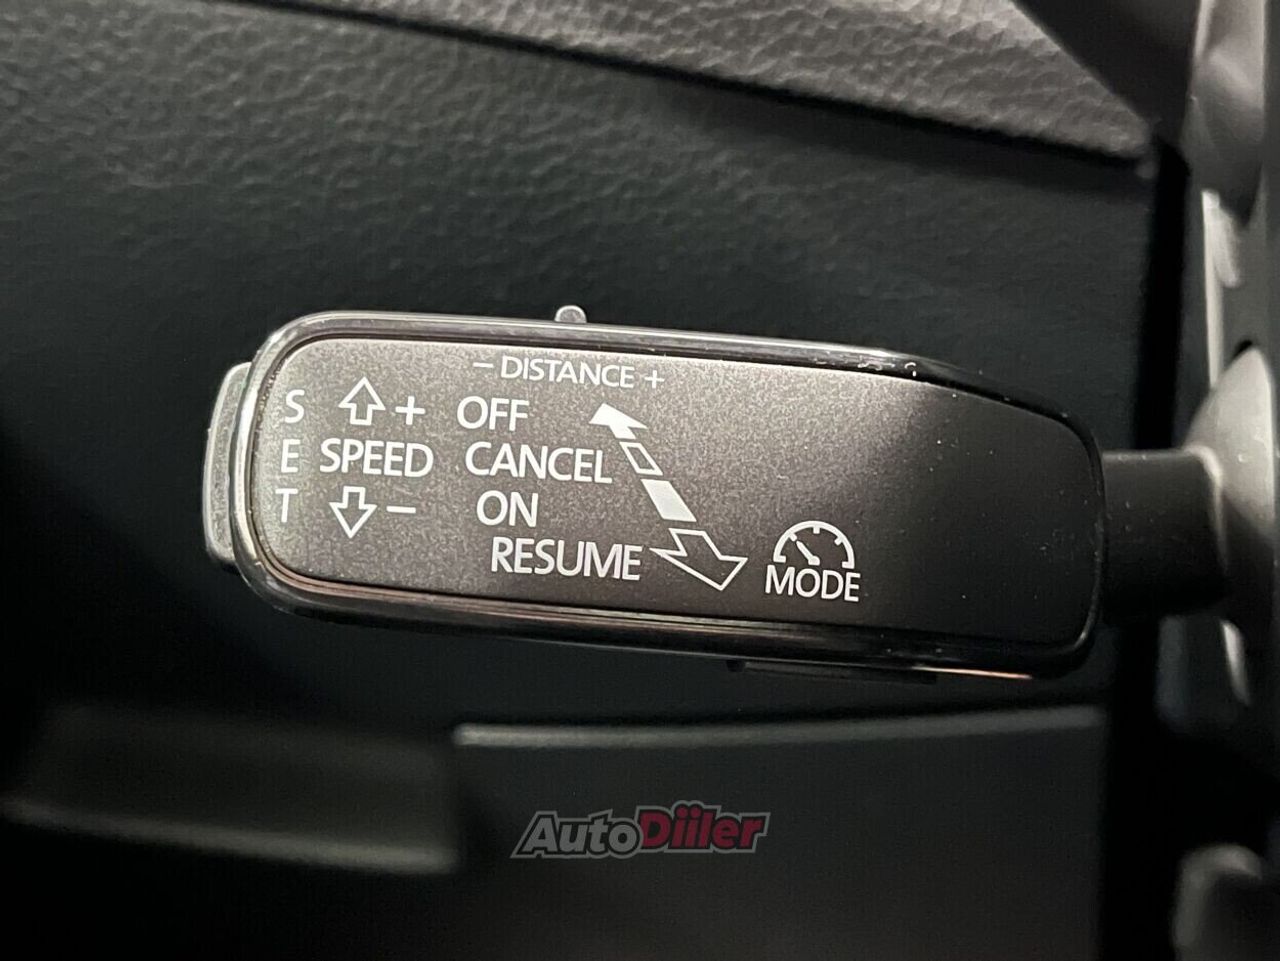 − DISTANCE +
S + OFF
E SPEED CANCEL
T − ON
RESUME
MODE
AutoDiiler